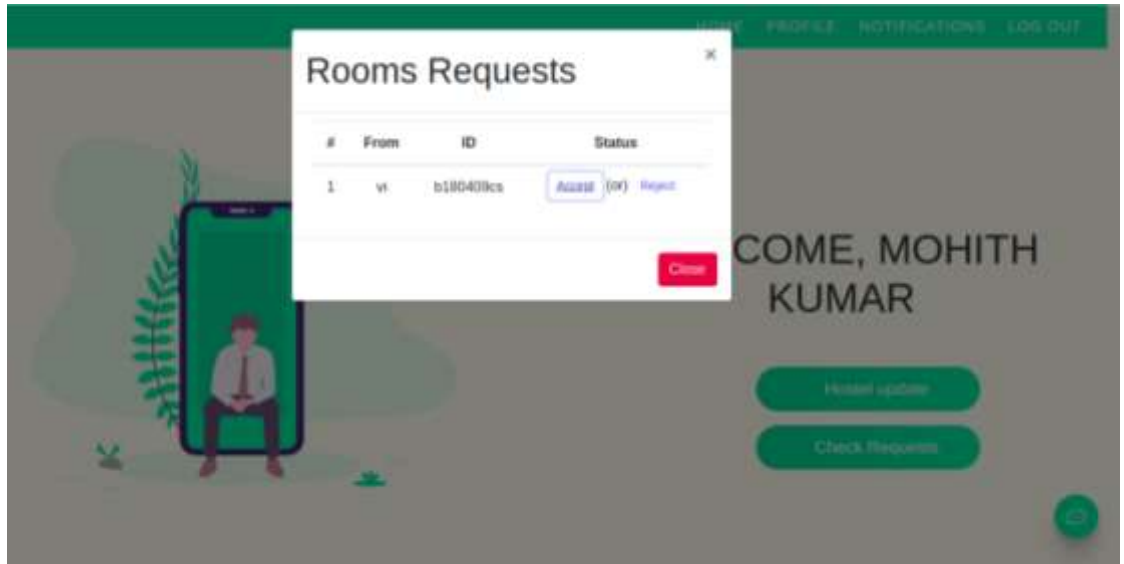 HOME PROFILE NOTIFICATIONS LOG OUT
Rooms Requests
×
# From ID Status
1 vi b180409cs Accept (or) Reject
Close
COME, MOHITH
KUMAR
Hostel update
Check Requests